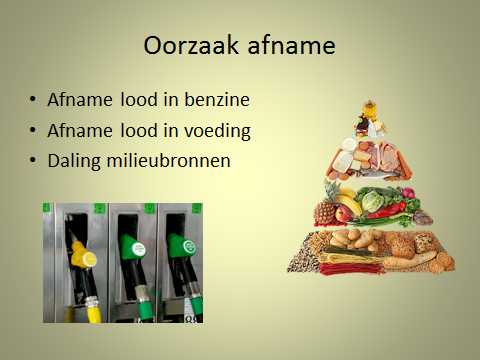 Oorzaak afname
• Afname lood in benzine
• Afname lood in voeding
• Daling milieubronnen